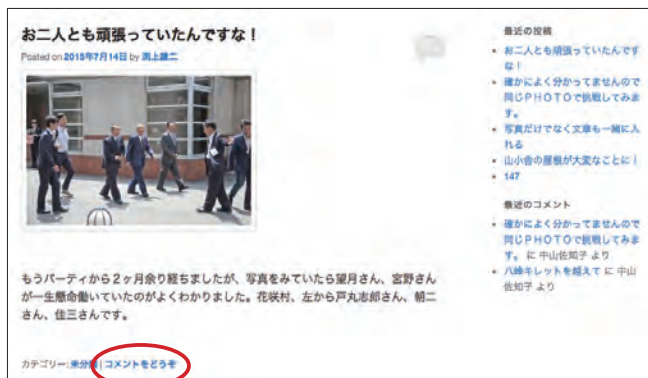 お二人とも頑張っていたんですな！
Posted on 2015年7月14日 by 渕上雄二
もうパーティから２ヶ月余り経ちましたが、写真をみていたら望月さん、宮野さん
が一生懸命働いていたのがよくわかりました。花咲村、左から戸丸志郎さん、朝二
さん、佳三さんです。
カテゴリー: 未分類 | コメントをどうぞ
最近の投稿
お二人とも頑張っていたんです
な！
確かによく分かってませんので
同じＰＨＯＴＯで挑戦してみま
す。
写真だけでなく文章も一緒に入
れる
山小舎の屋根が大変なことに！
147
最近のコメント
確かによく分かってませんので
同じＰＨＯＴＯで挑戦してみま
す。 に 中山佐知子 より
八峰キレットを越えて に 中山
佐知子 より